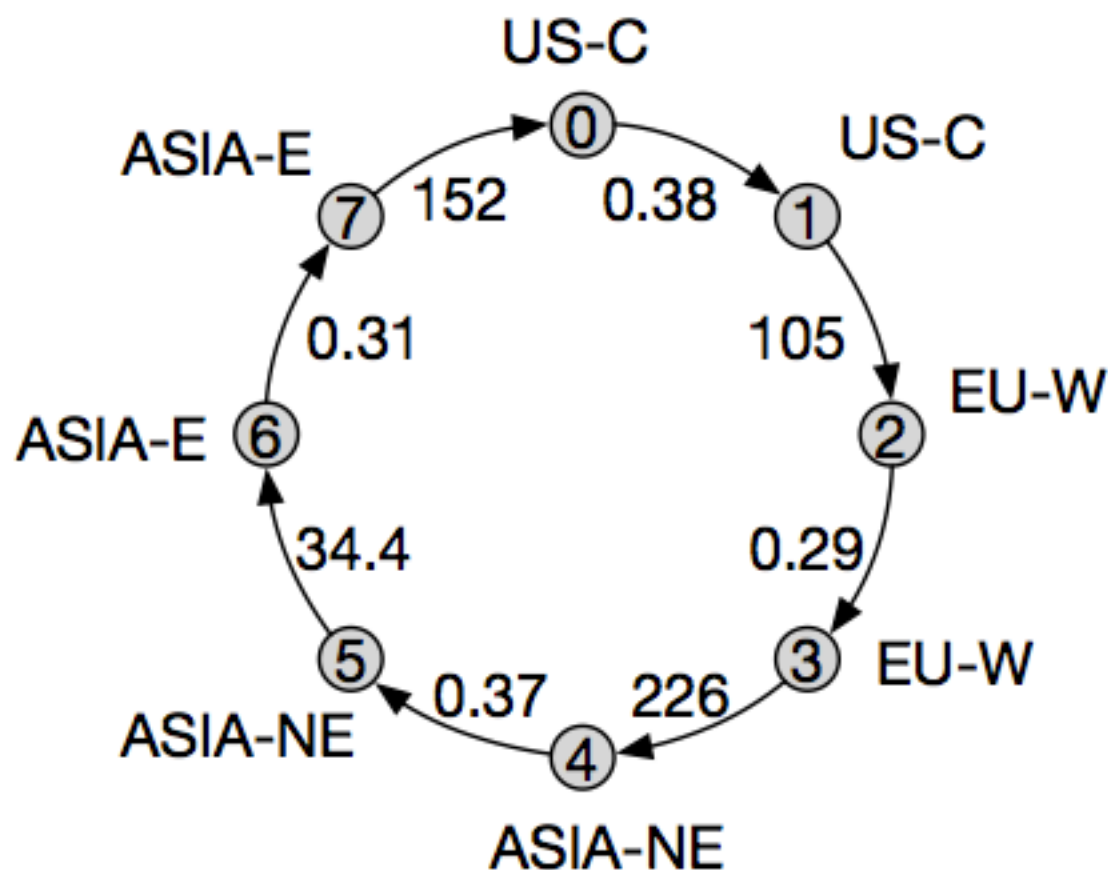 US-C
0
US-C
ASIA-E
7
152
0.38
1
0.31
105
EU-W
ASIA-E
6
2
34.4
0.29
5
0.37
226
3
EU-W
ASIA-NE
4
ASIA-NE